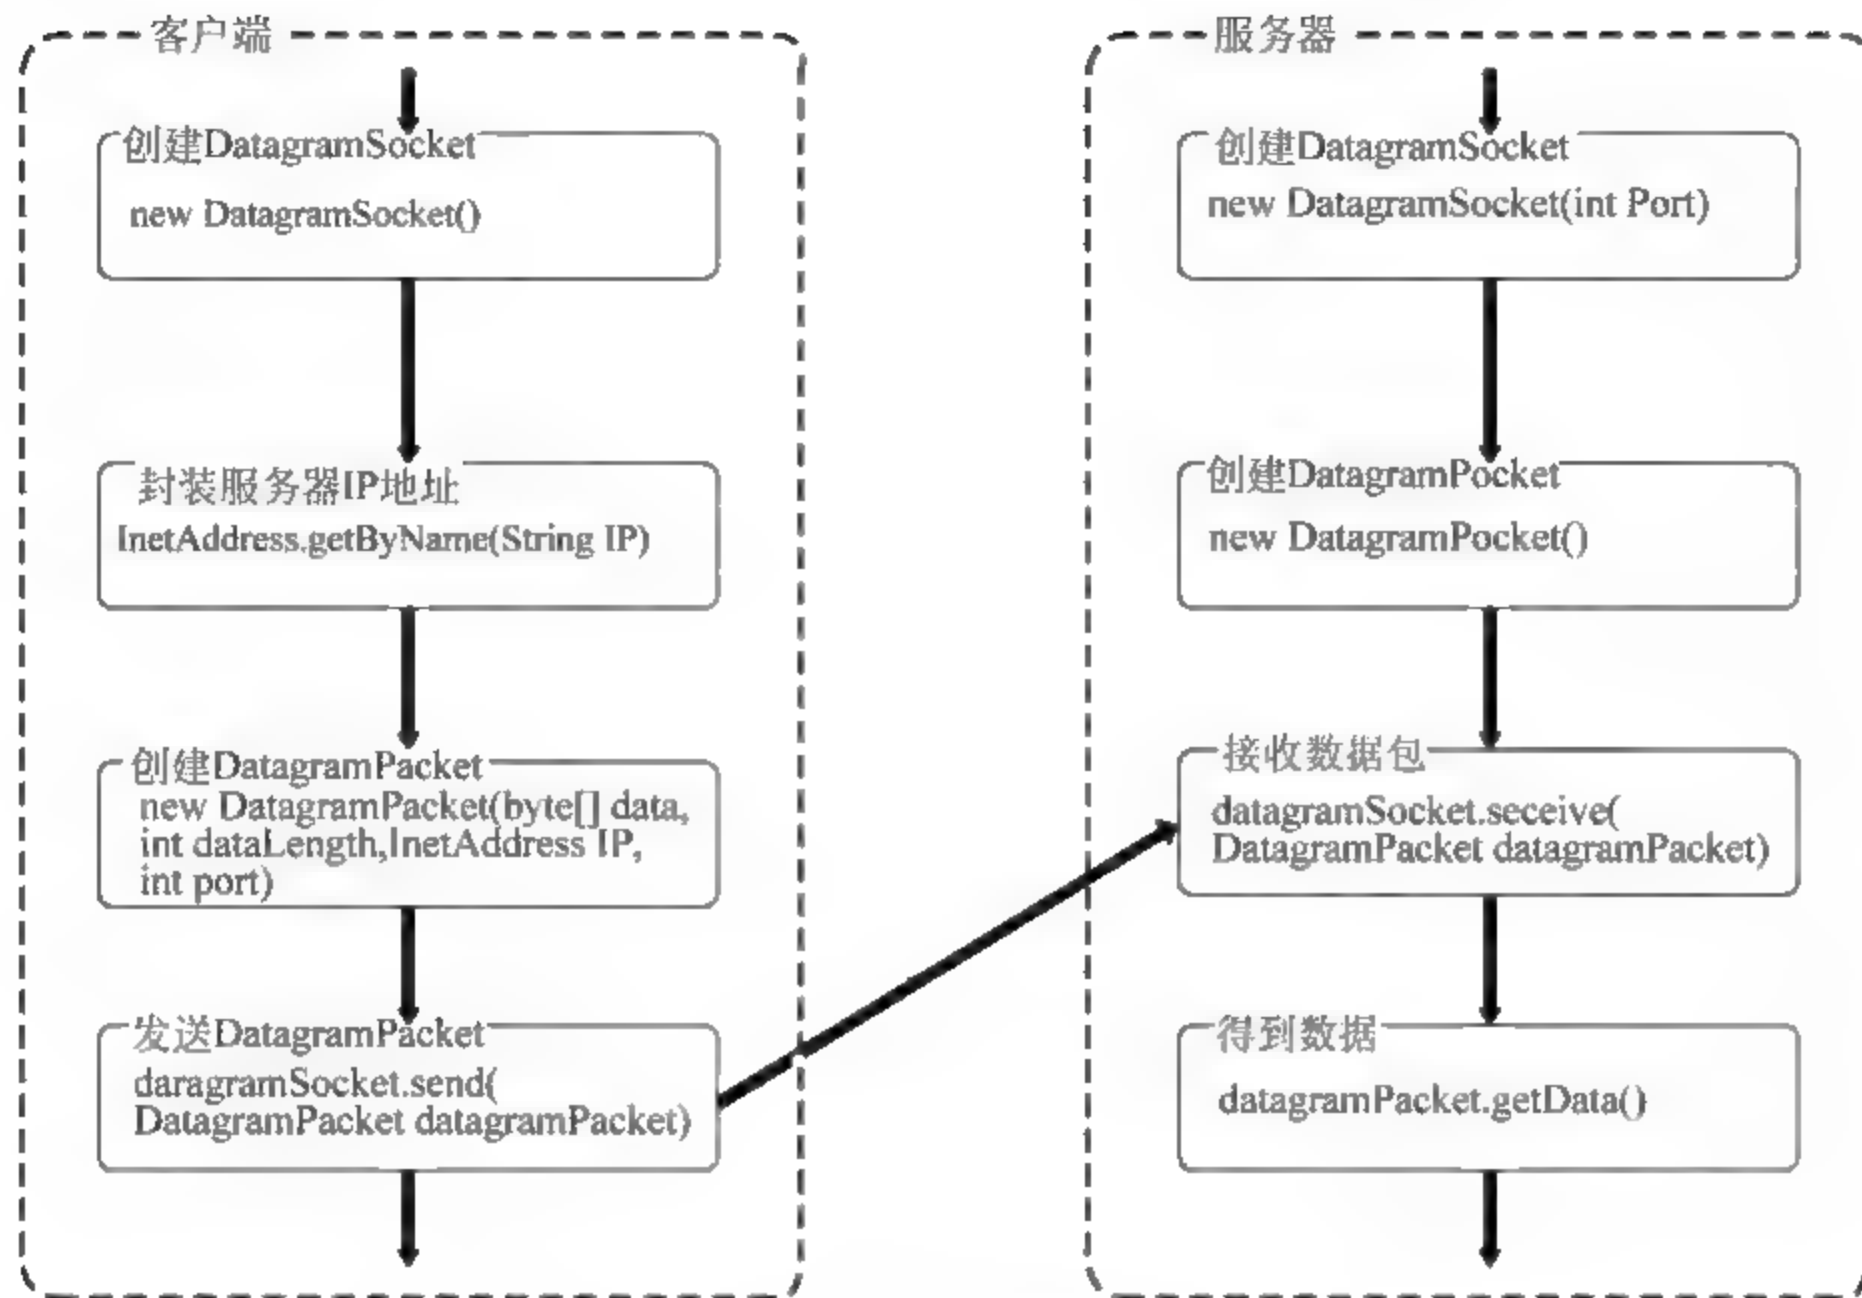 客户端
创建DatagramSocket
new DatagramSocket()
封装服务器IP地址
InetAddress.getByName(String IP)
创建DatagramPacket
new DatagramPacket(byte[] data,
int dataLength,InetAddress IP,
int port)
发送DatagramPacket
daragramSocket.send(
DatagramPacket datagramPacket)
服务器
创建DatagramSocket
new DatagramSocket(int Port)
创建DatagramPocket
new DatagramPocket()
接收数据包
datagramSocket.seceive(
DatagramPacket datagramPacket)
得到数据
datagramPacket.getData()